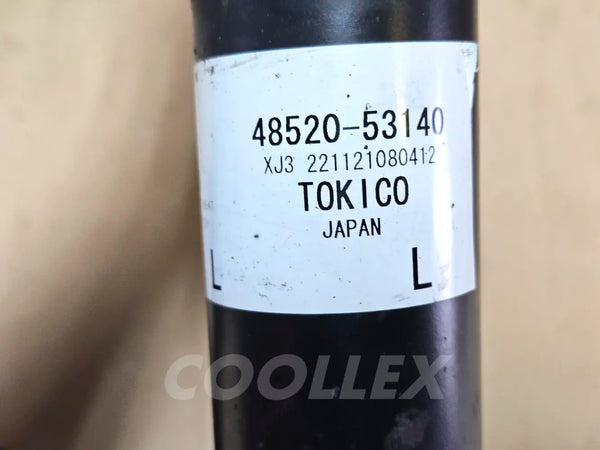 48520-53140
XJ3 221121080412
TOKICO
JAPAN
L L
COOLLEX